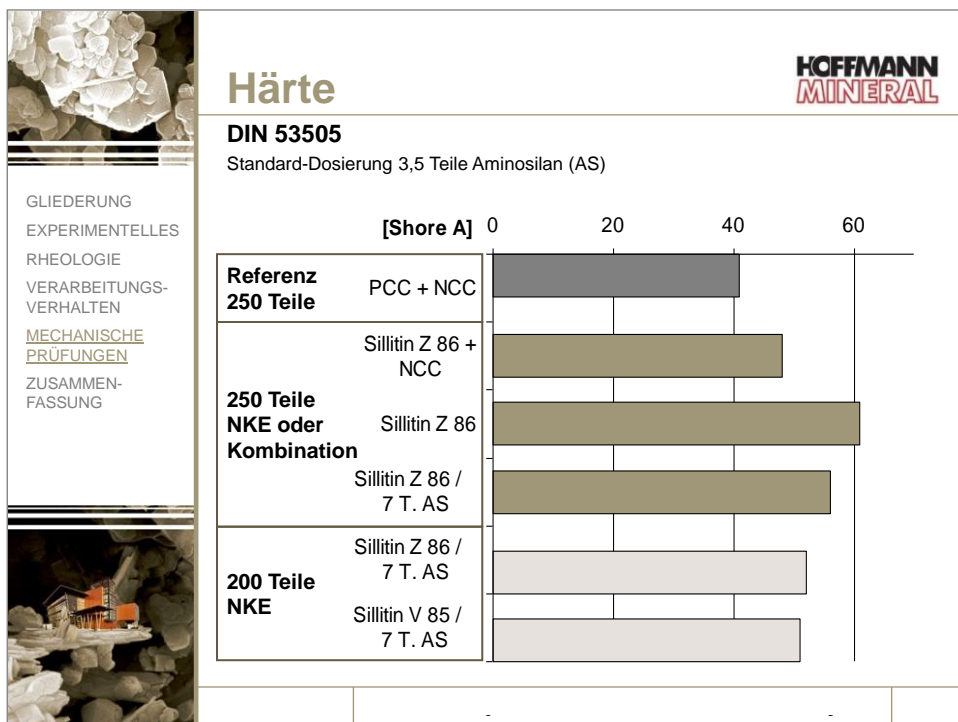 Härte
HOFFMANN
MINERAL
DIN 53505
Standard-Dosierung 3,5 Teile Aminosilan (AS)
GLIEDERUNG
EXPERIMENTELLES
RHEOLOGIE
VERARBEITUNGS-
VERHALTEN
MECHANISCHE
PRÜFUNGEN
ZUSAMMEN-
FASSUNG
[Shore A] 0 20 40 60
Referenz
250 Teile
PCC + NCC
250 Teile
NKE oder
Kombination
Sillitin Z 86 +
NCC
Sillitin Z 86
Sillitin Z 86 /
7 T. AS
200 Teile
NKE
Sillitin Z 86 /
7 T. AS
Sillitin V 85 /
7 T. AS
- -